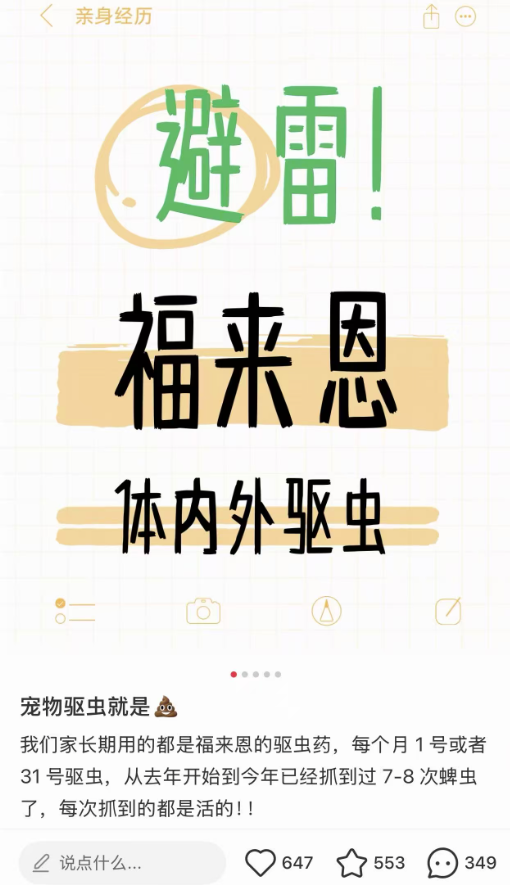 亲身经历
避雷!
福来恩
体内外驱虫
宠物驱虫就是💩
我们家长期用的都是福来恩的驱虫药，每个月 1 号或者
31 号驱虫，从去年开始到今年已经抓到过 7-8 次蜱虫
了，每次抓到的都是活的!!
说点什么...
647
553
349